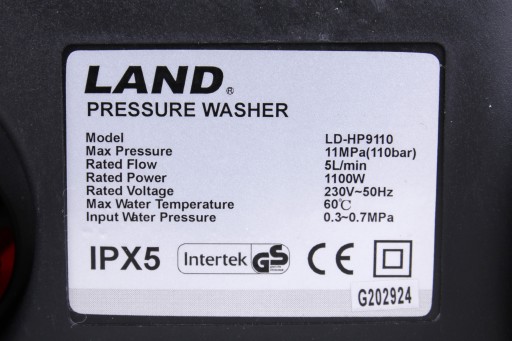 LAND®
PRESSURE WASHER
Model LD-HP9110
Max Pressure 11MPa(110bar)
Rated Flow 5L/min
Rated Power 1100W
Rated Voltage 230V~50Hz
Max Water Temperature 60℃
Input Water Pressure 0.3~0.7MPa
IPX5 Intertek GS CE
G202924